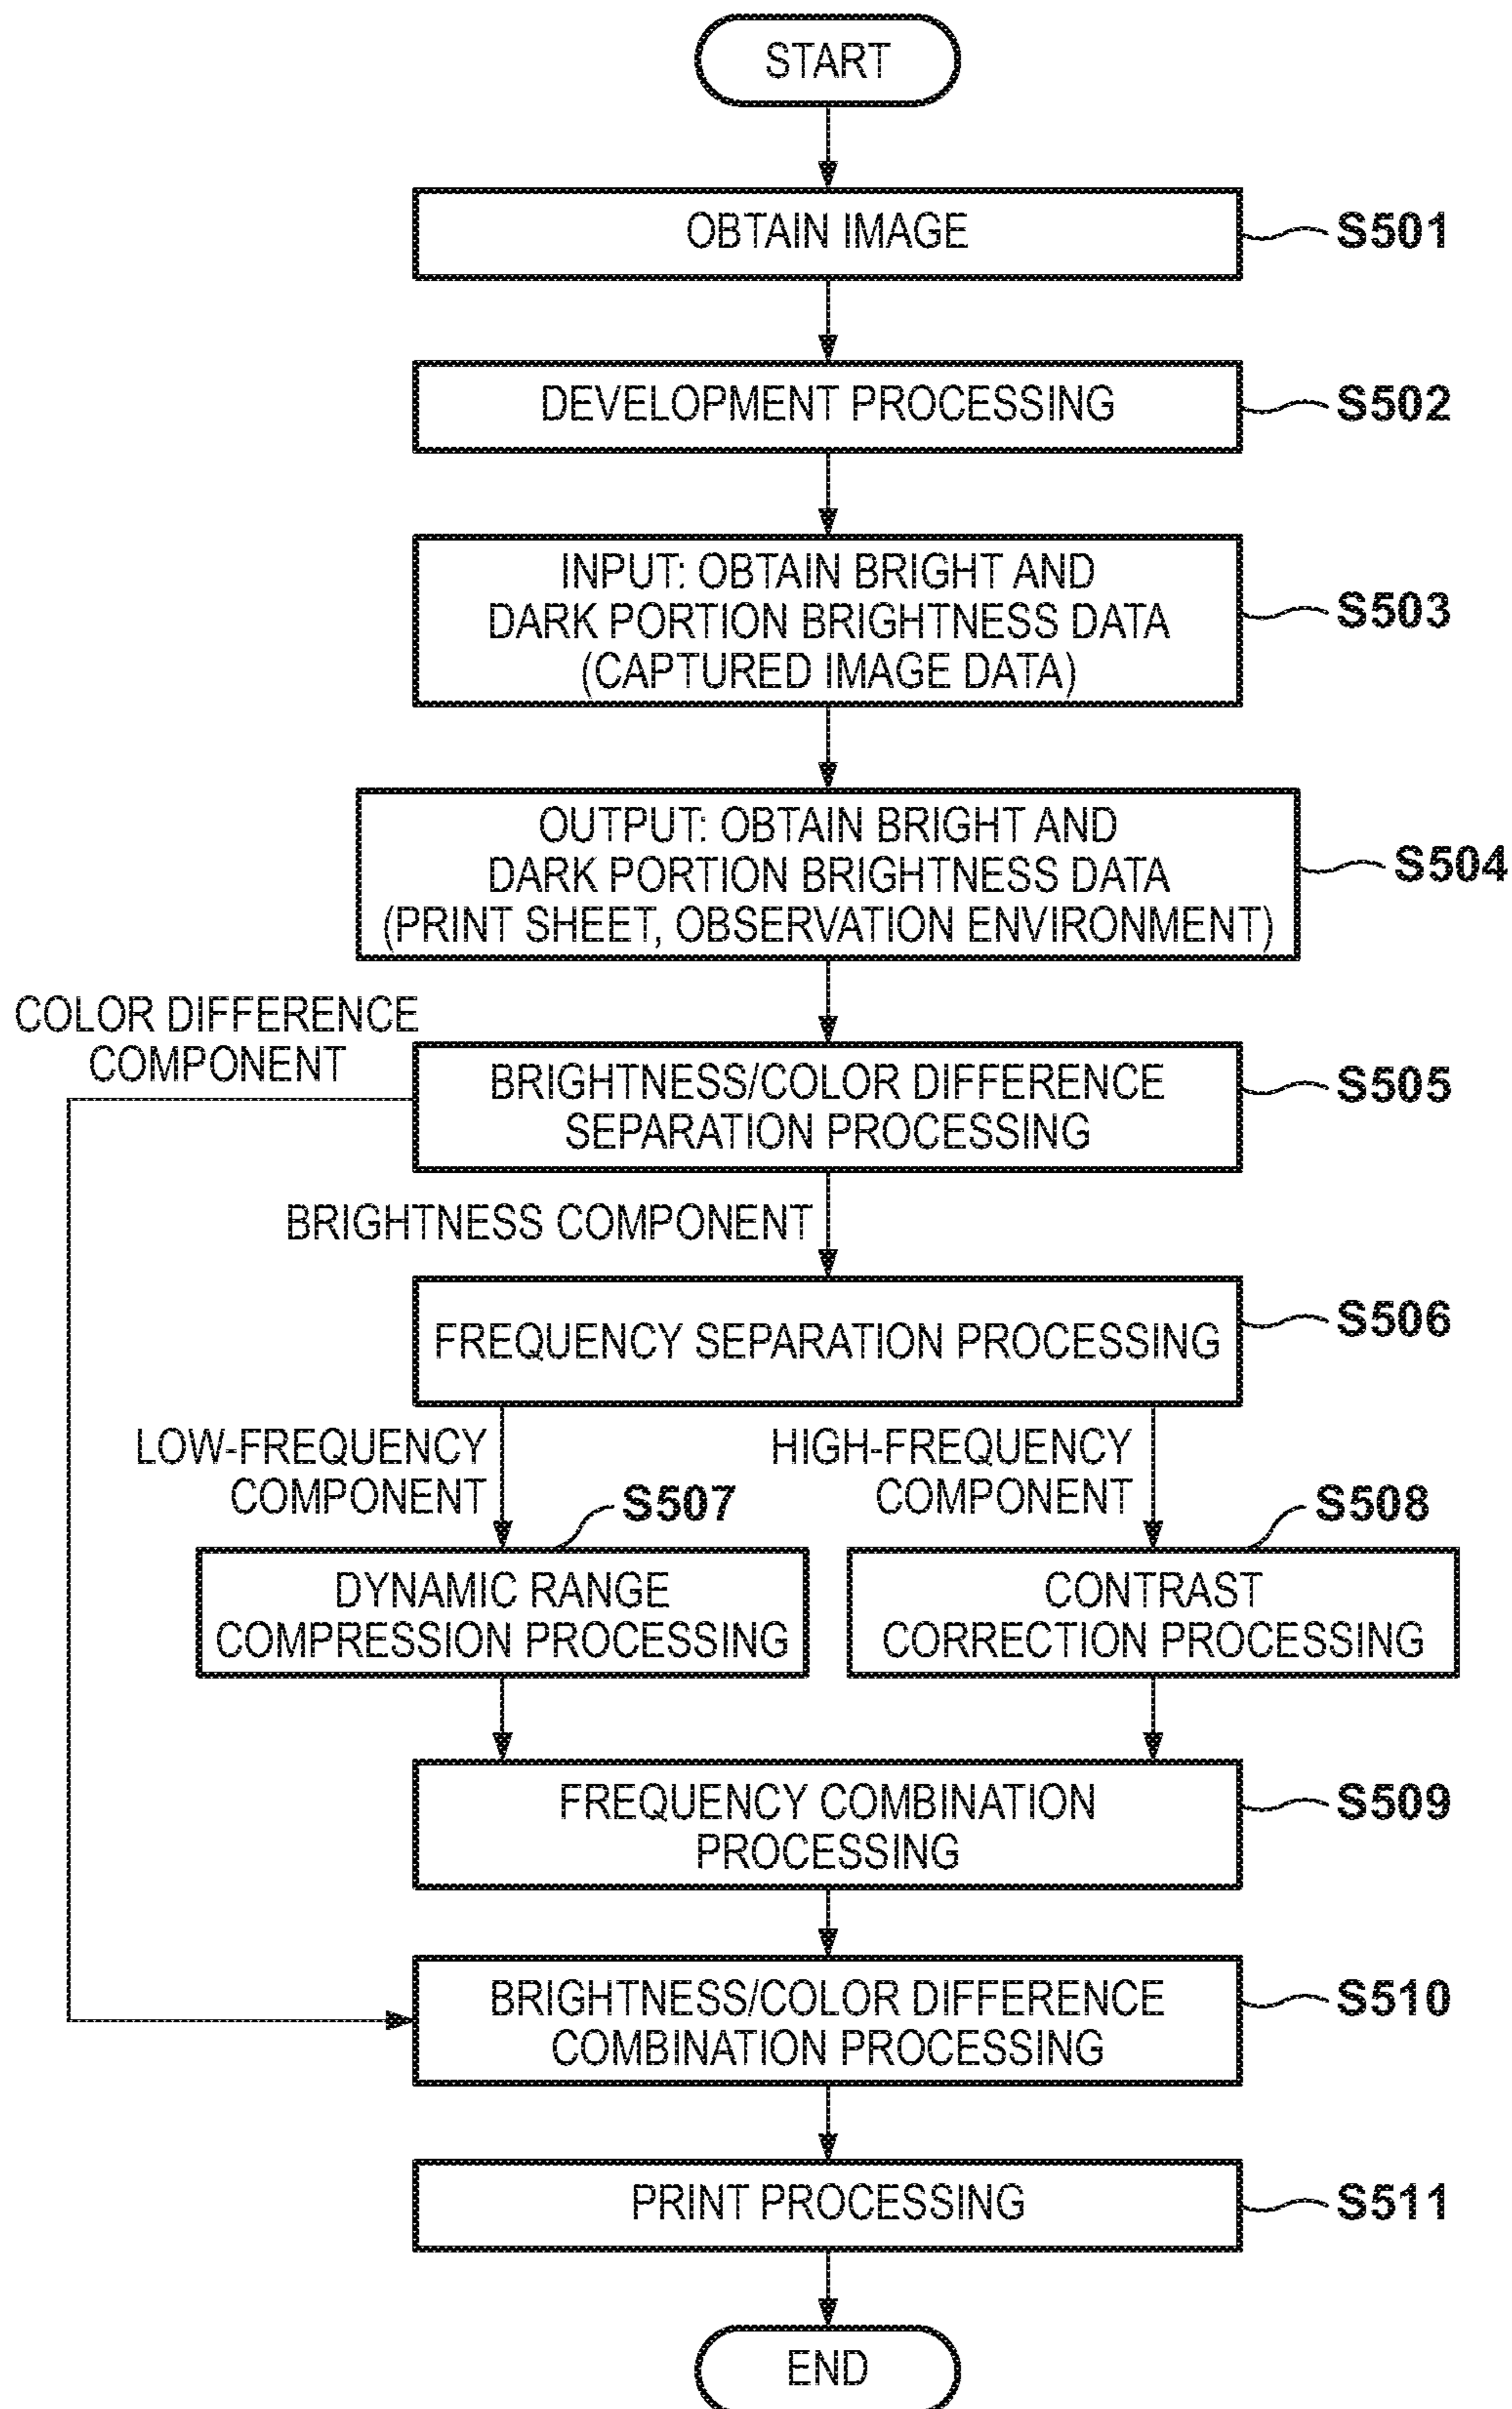 START
OBTAIN IMAGE
S501
DEVELOPMENT PROCESSING
S502
INPUT: OBTAIN BRIGHT AND
DARK PORTION BRIGHTNESS DATA
(CAPTURED IMAGE DATA)
S503
OUTPUT: OBTAIN BRIGHT AND
DARK PORTION BRIGHTNESS DATA
(PRINT SHEET, OBSERVATION ENVIRONMENT)
S504
COLOR DIFFERENCE
COMPONENT
BRIGHTNESS/COLOR DIFFERENCE
SEPARATION PROCESSING
S505
BRIGHTNESS COMPONENT
FREQUENCY SEPARATION PROCESSING
S506
LOW-FREQUENCY
COMPONENT
HIGH-FREQUENCY
COMPONENT
S507
S508
DYNAMIC RANGE
COMPRESSION PROCESSING
CONTRAST
CORRECTION PROCESSING
FREQUENCY COMBINATION
PROCESSING
S509
BRIGHTNESS/COLOR DIFFERENCE
COMBINATION PROCESSING
S510
PRINT PROCESSING
S511
END